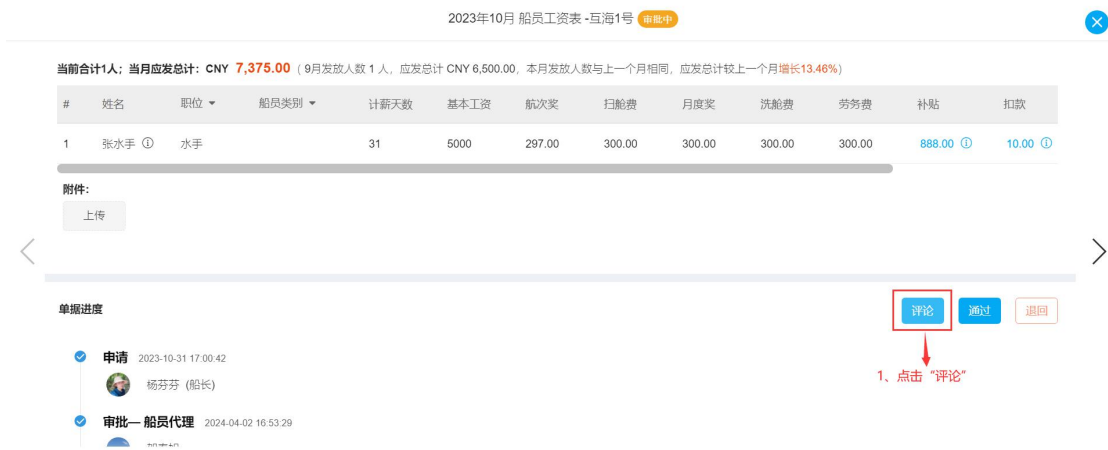 2023年10月 船员工资表 -互海1号 审批中
当前合计1人；当月应发总计：CNY 7,375.00（ 9月发放人数 1 人，应发总计 CNY 6,500.00，本月发放人数与上一个月相同，应发总计较上一个月增长13.46%）
# 姓名 职位 船员类别 计薪天数 基本工资 航次奖 扫舱费 月度奖 洗舱费 劳务费 补贴 扣款
1 张水手 水手 31 5000 297.00 300.00 300.00 300.00 300.00 888.00 10.00
附件：
上传
单据进度 评论 通过 退回
申请 2023-10-31 17:00:42
1、点击“评论”
杨芬芬 (船长)
审批— 船员代理 2024-04-02 16:53:29